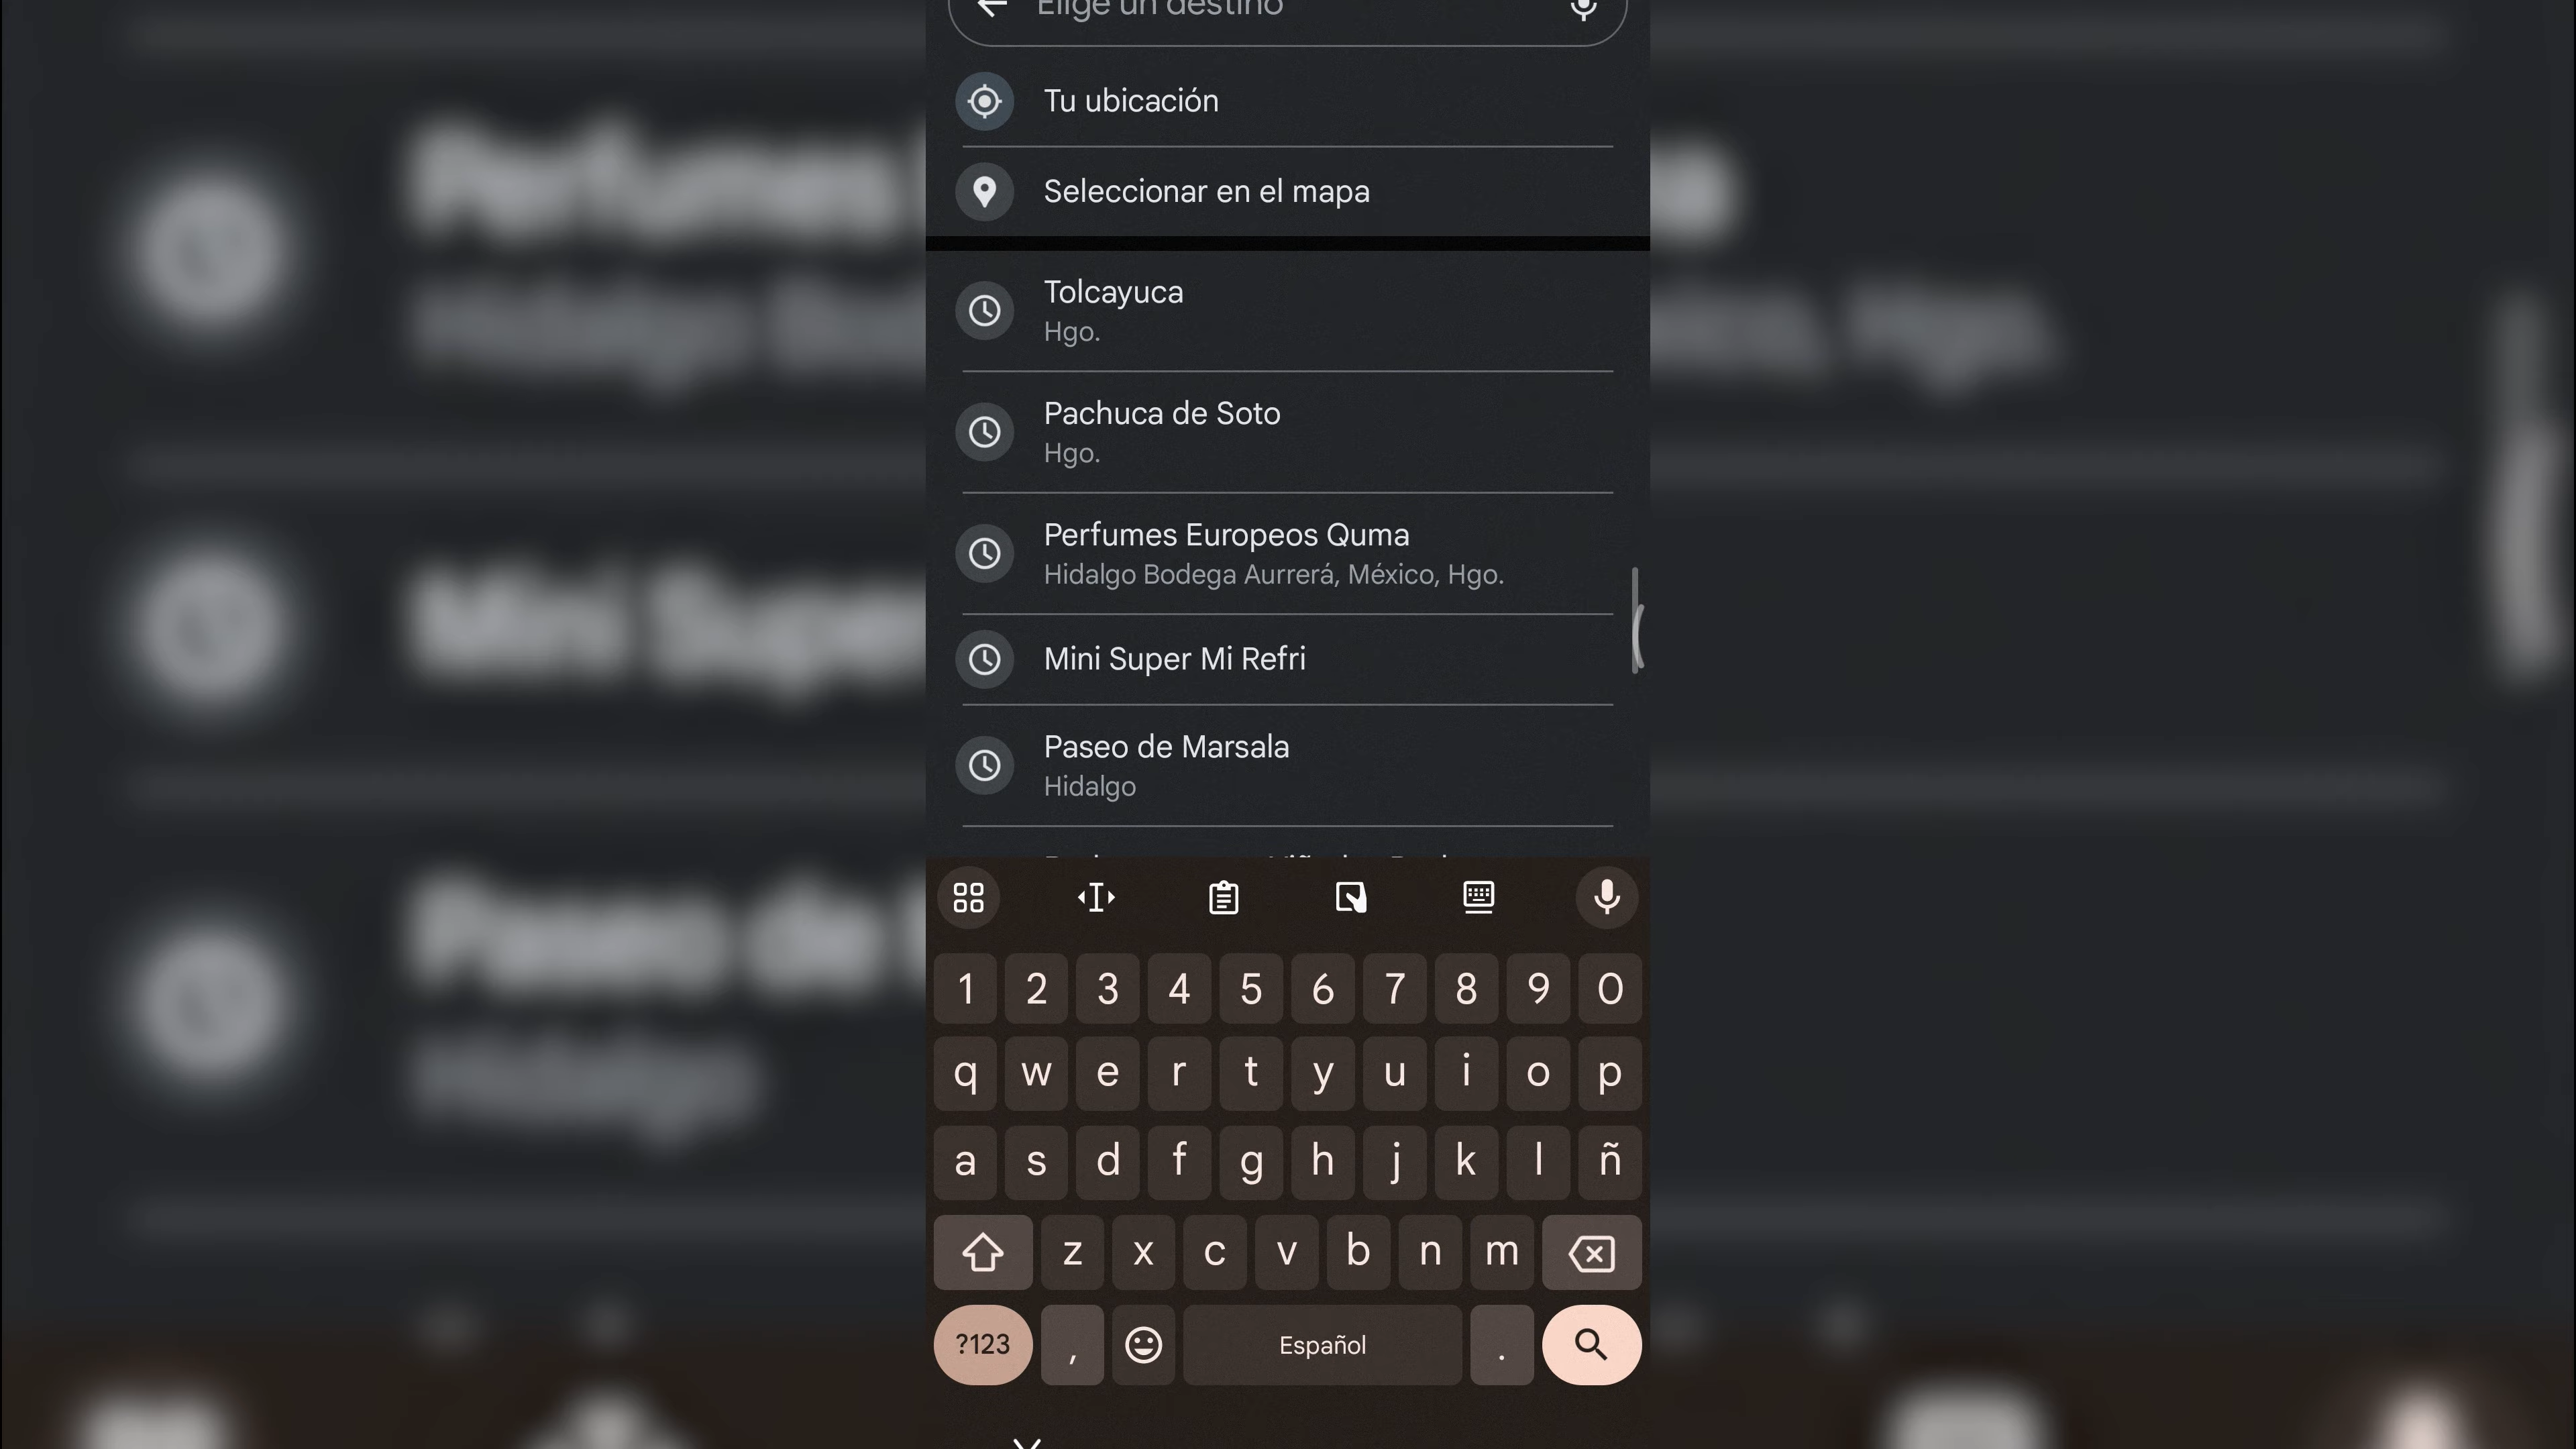 Elige un destino
Tu ubicación
Seleccionar en el mapa
Tolcayuca
Hgo.
Pachuca de Soto
Hgo.
Perfumes Europeos Quma
Hidalgo Bodega Aurrerá, México, Hgo.
Mini Super Mi Refri
Paseo de Marsala
Hidalgo
1 2 3 4 5 6 7 8 9 0
q w e r t y u i o p
a s d f g h j k l ñ
z x c v b n m
?123 , Español .